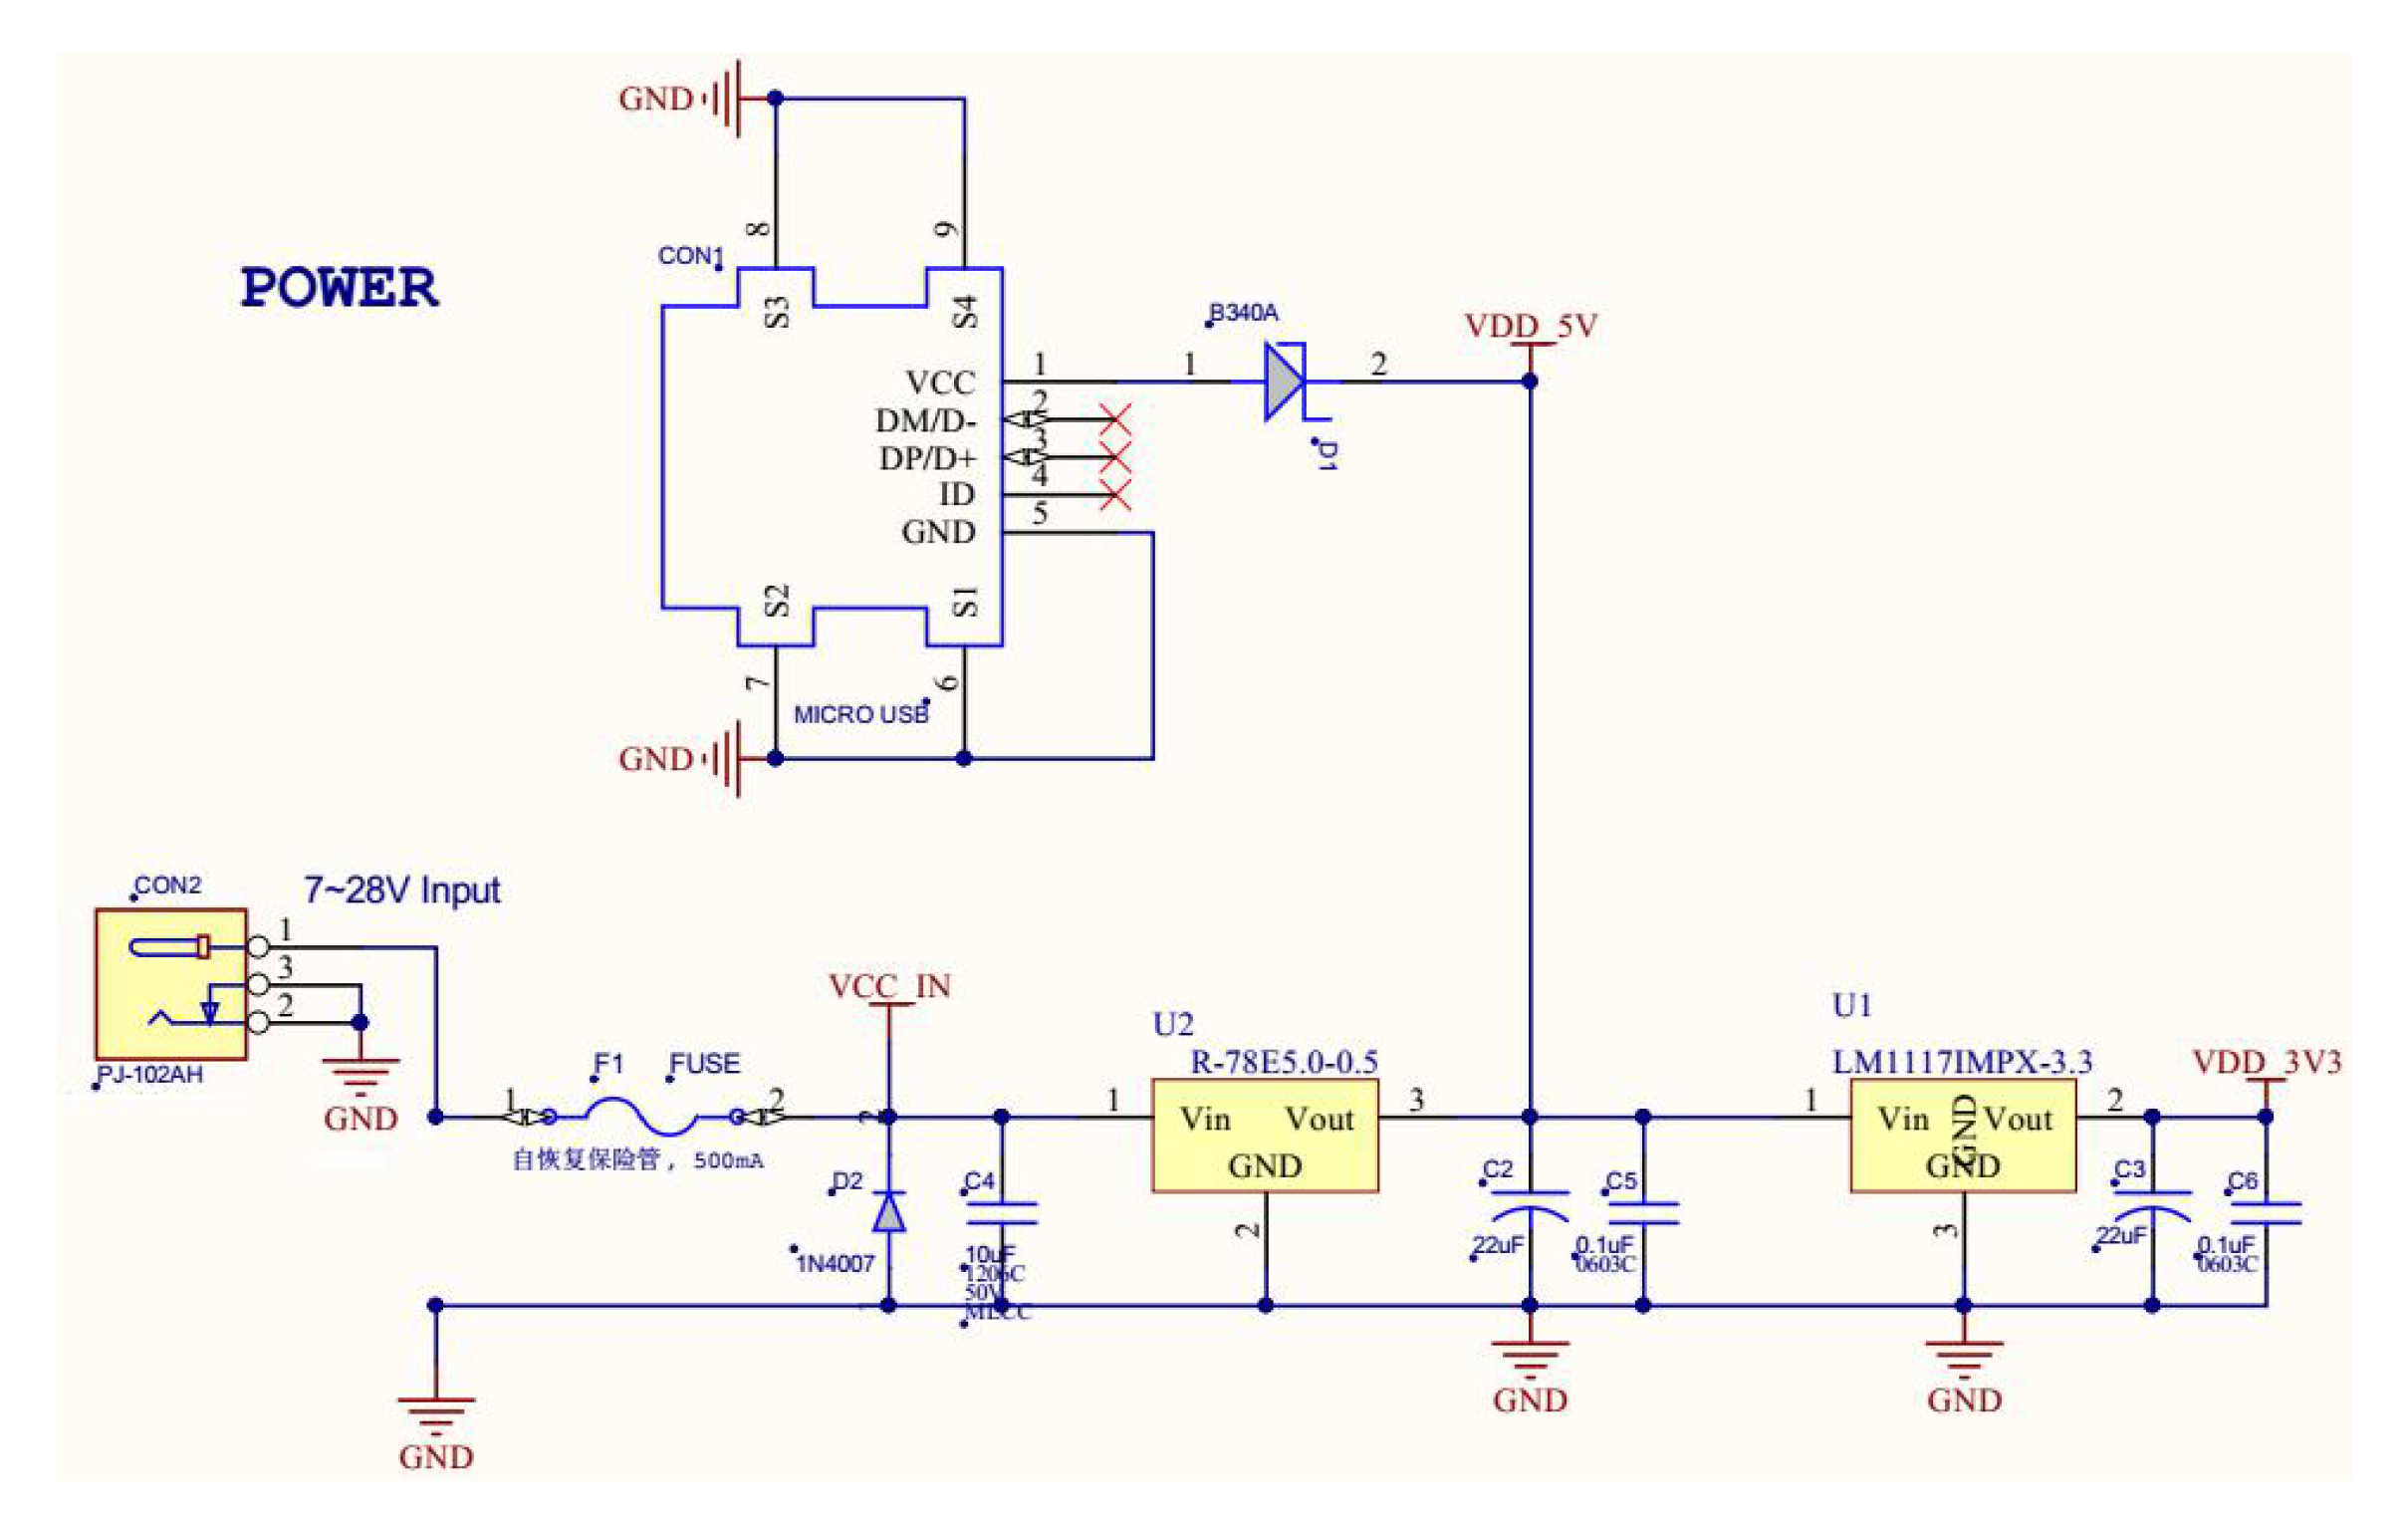 GND
8
9
CON1
POWER
S3
S4
B340A
VDD_5V
VCC
1
1
2
DM/D-
2
DP/D+
3
D1
ID
4
GND
5
S2
S1
7
6
MICRO USB
GND
CON2
7~28V Input
1
3
2
PJ-102AH
GND
VCC_IN
U2
R-78E5.0-0.5
U1
LM1117IMPX-3.3
VDD_3V3
F1
FUSE
1
2
自恢复保险管, 500mA
2
1
Vin
Vout
GND
3
2
1
Vin
GND
Vout
GND
2
3
D2
1N4007
C4
10uF
1206C
50V
MLCC
C2
22uF
C5
0.1uF
0603C
C3
22uF
C6
0.1uF
0603C
GND
GND
GND